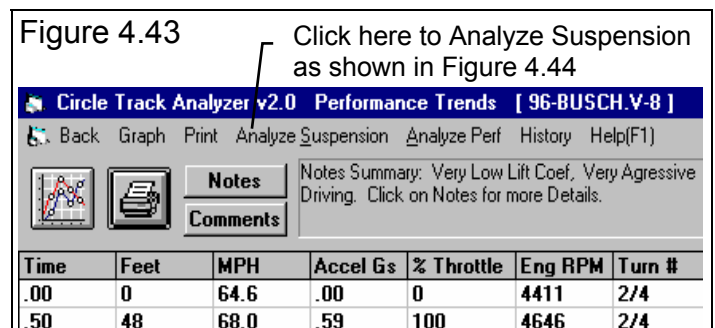 Figure 4.43
Click here to Analyze Suspension
as shown in Figure 4.44
Circle Track Analyzer v2.0 Performance Trends [ 96-BUSCH.V-8 ]
Back Graph Print Analyze Suspension Analyze Perf History Help(F1)
Notes
Comments
Notes Summary: Very Low Lift Coef, Very Agressive
Driving. Click on Notes for more Details.
Time Feet MPH Accel Gs % Throttle Eng RPM Turn #
.00 0 64.6 .00 0 4411 2/4
.50 48 68.0 .59 100 4646 2/4